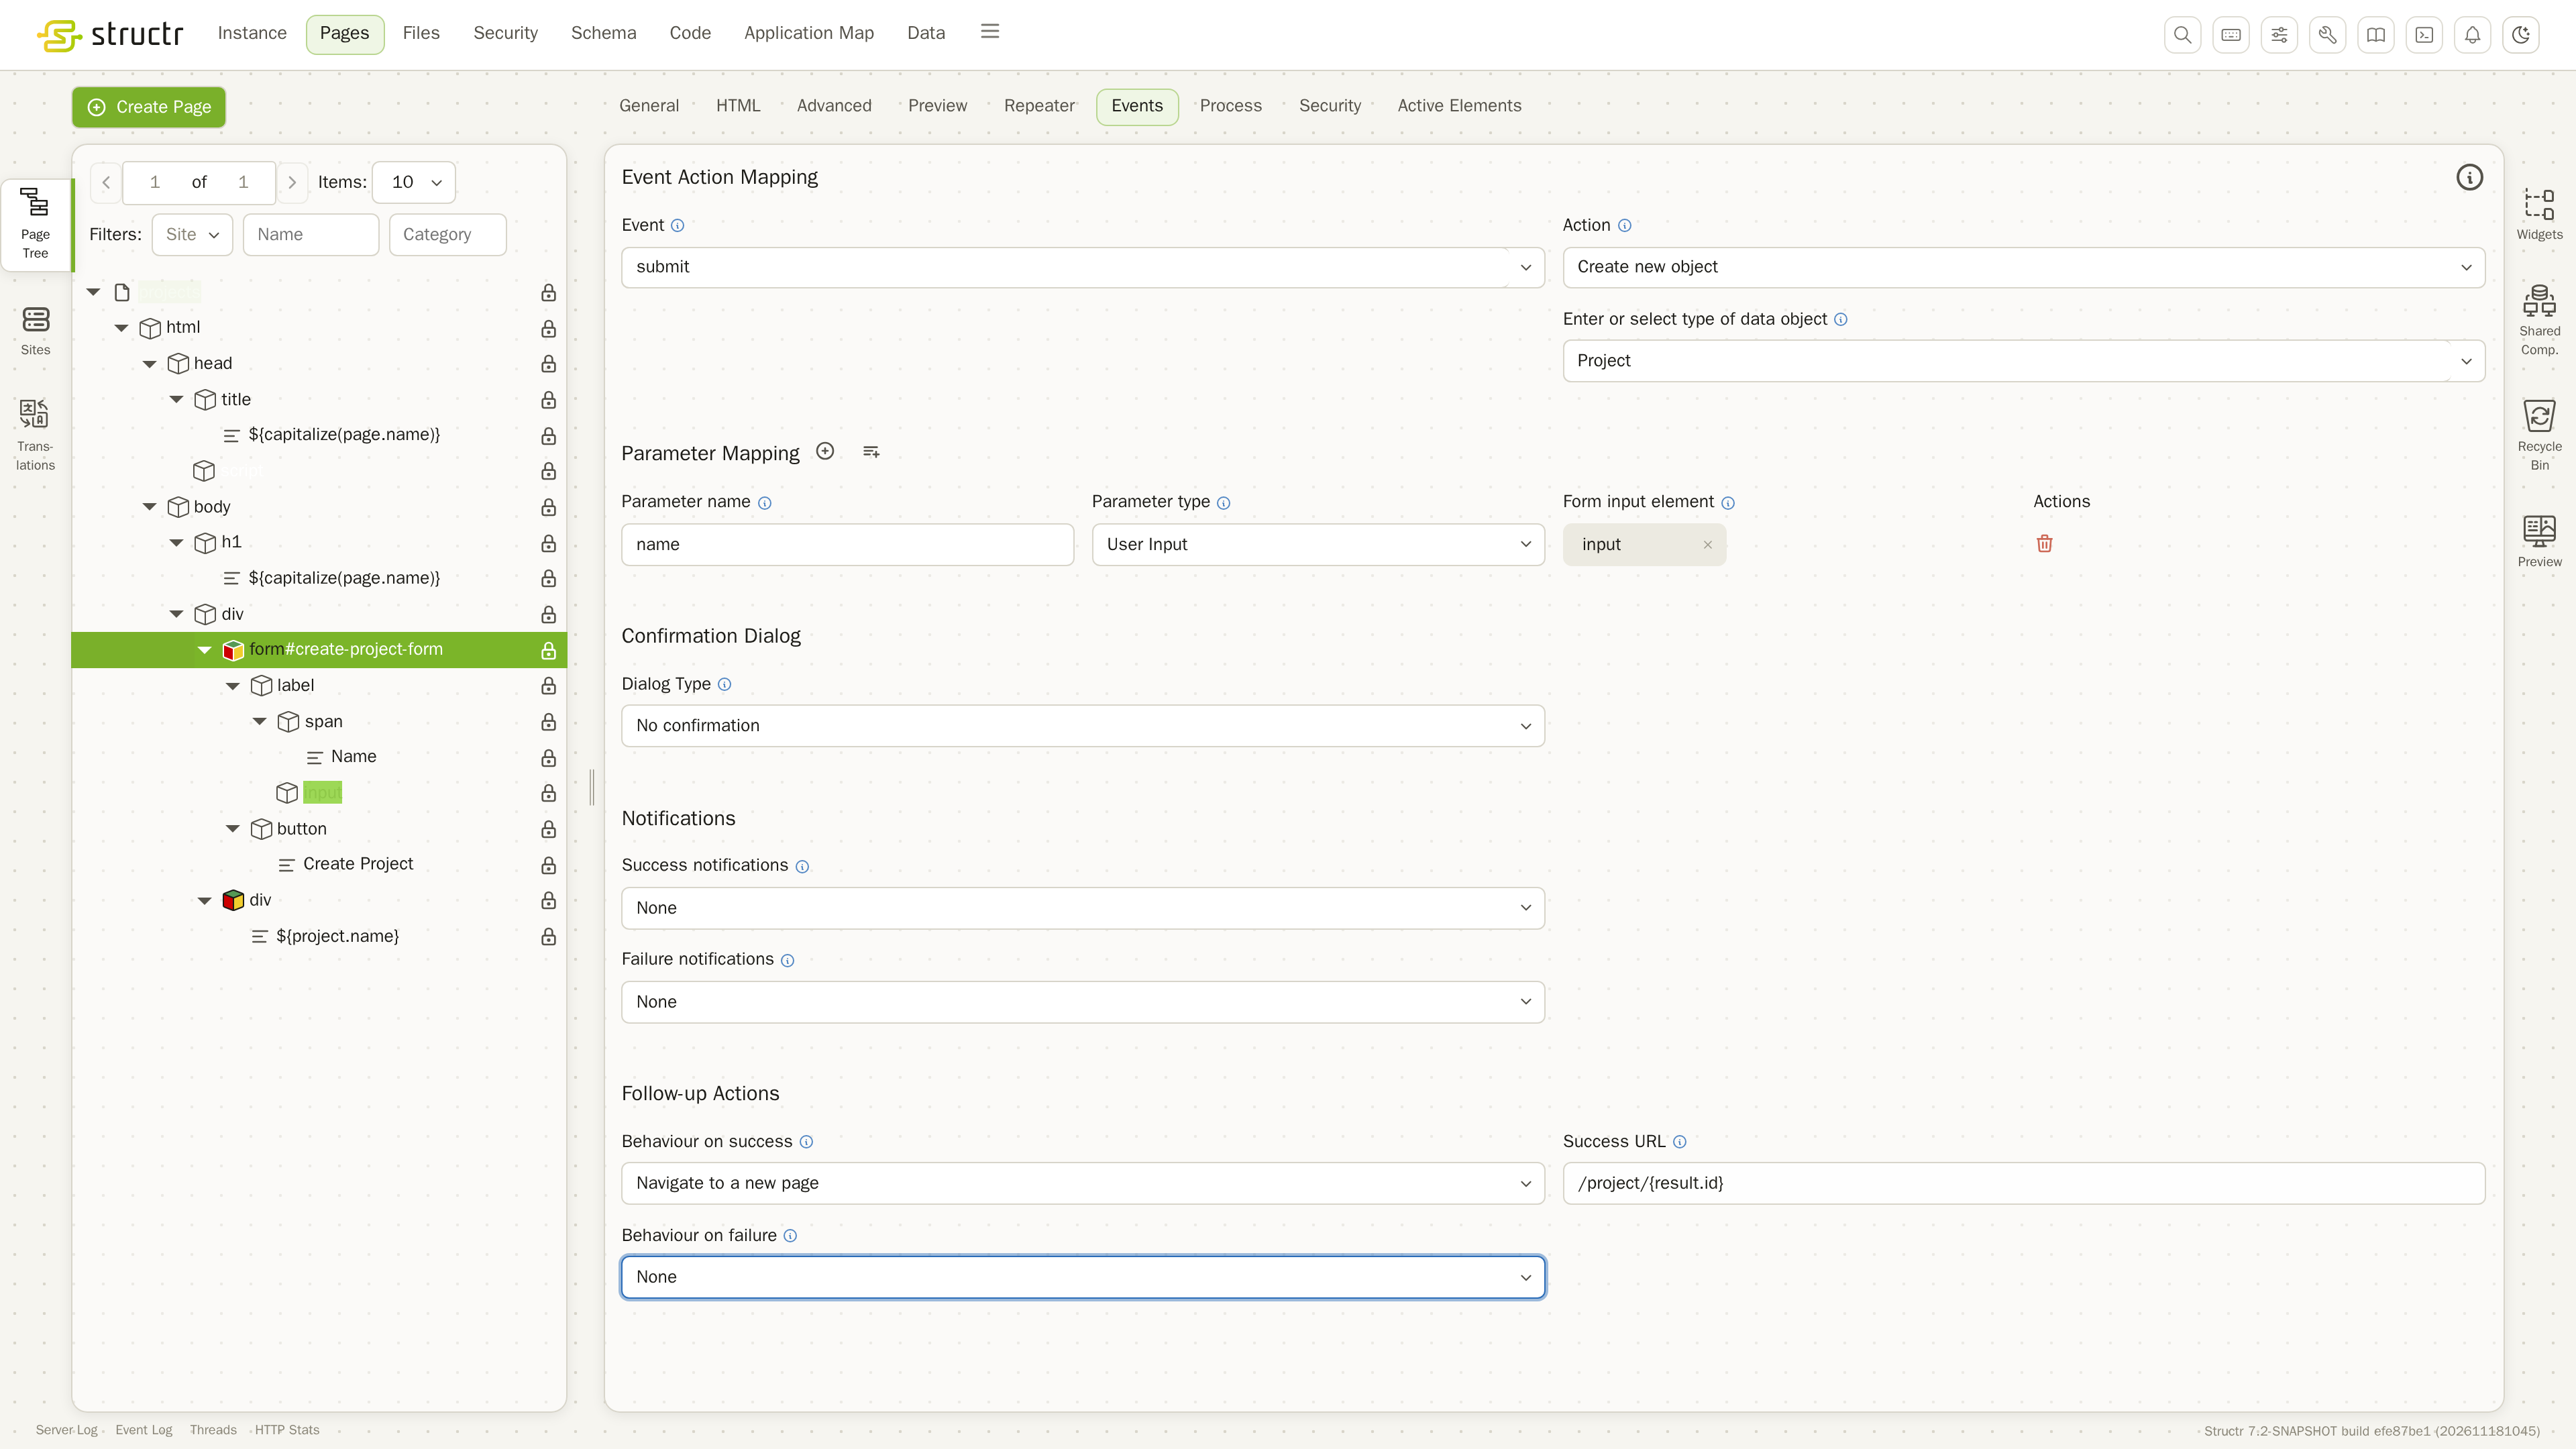 structr
Instance Pages Files Security Schema Code Application Map Data
Create Page
General HTML Advanced Preview Repeater Events Process Security Active Elements
Page
Tree
Sites
Trans-
lations
1 of 1 Items: 10
Filters: Site Name Category
html
head
title
${capitalize(page.name)}
body
h1
${capitalize(page.name)}
div
form#create-project-form
label
span
Name
input
button
Create Project
div
${project.name}
Event Action Mapping
Event
submit
Action
Create new object
Enter or select type of data object
Project
Parameter Mapping
Parameter name Parameter type Form input element Actions
name User Input input ×
Confirmation Dialog
Dialog Type
No confirmation
Notifications
Success notifications
None
Failure notifications
None
Follow-up Actions
Behaviour on success Success URL
Navigate to a new page /project/{result.id}
Behaviour on failure
None
Widgets
Shared
Comp.
Recycle
Bin
Preview
Server Log Event Log Threads HTTP Stats
Structr 7.2-SNAPSHOT build efe87be1 (202611181045)